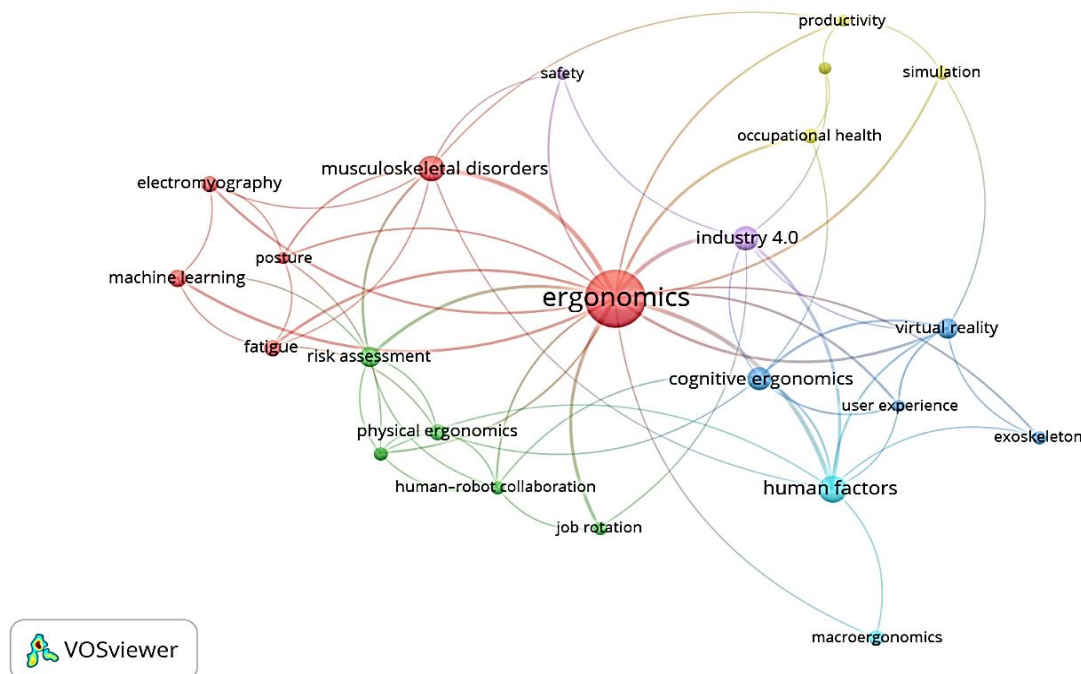 productivity
safety
simulation
occupational health
musculoskeletal disorders
electromyography
industry 4.0
posture
machine learning
ergonomics
virtual reality
fatigue
risk assessment
cognitive ergonomics
user experience
physical ergonomics
exoskeleton
human–robot collaboration
human factors
job rotation
macroergonomics
VOSviewer